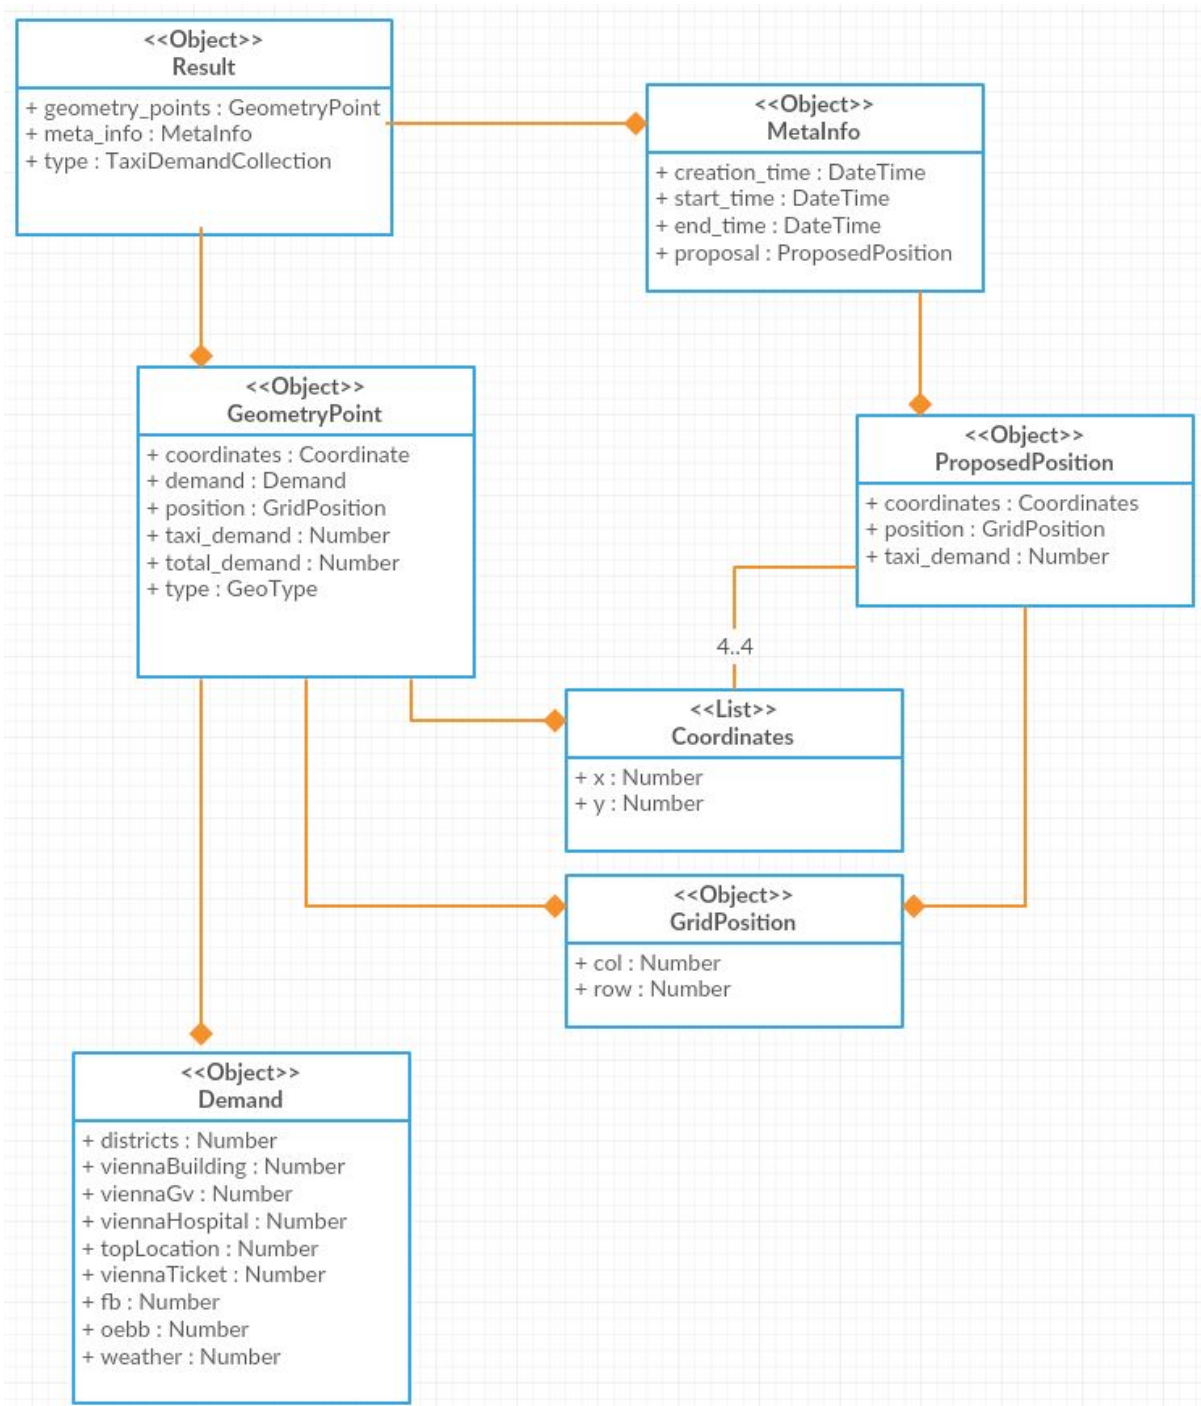 <<Object>>
Result
+ geometry_points : GeometryPoint
+ meta_info : MetaInfo
+ type : TaxiDemandCollection
<<Object>>
MetaInfo
+ creation_time : DateTime
+ start_time : DateTime
+ end_time : DateTime
+ proposal : ProposedPosition
<<Object>>
GeometryPoint
+ coordinates : Coordinate
+ demand : Demand
+ position : GridPosition
+ taxi_demand : Number
+ total_demand : Number
+ type : GeoType
<<Object>>
ProposedPosition
+ coordinates : Coordinates
+ position : GridPosition
+ taxi_demand : Number
4..4
<<List>>
Coordinates
+ x : Number
+ y : Number
<<Object>>
GridPosition
+ col : Number
+ row : Number
<<Object>>
Demand
+ districts : Number
+ viennaBuilding : Number
+ viennaGv : Number
+ viennaHospital : Number
+ topLocation : Number
+ viennaTicket : Number
+ fb : Number
+ oebb : Number
+ weather : Number